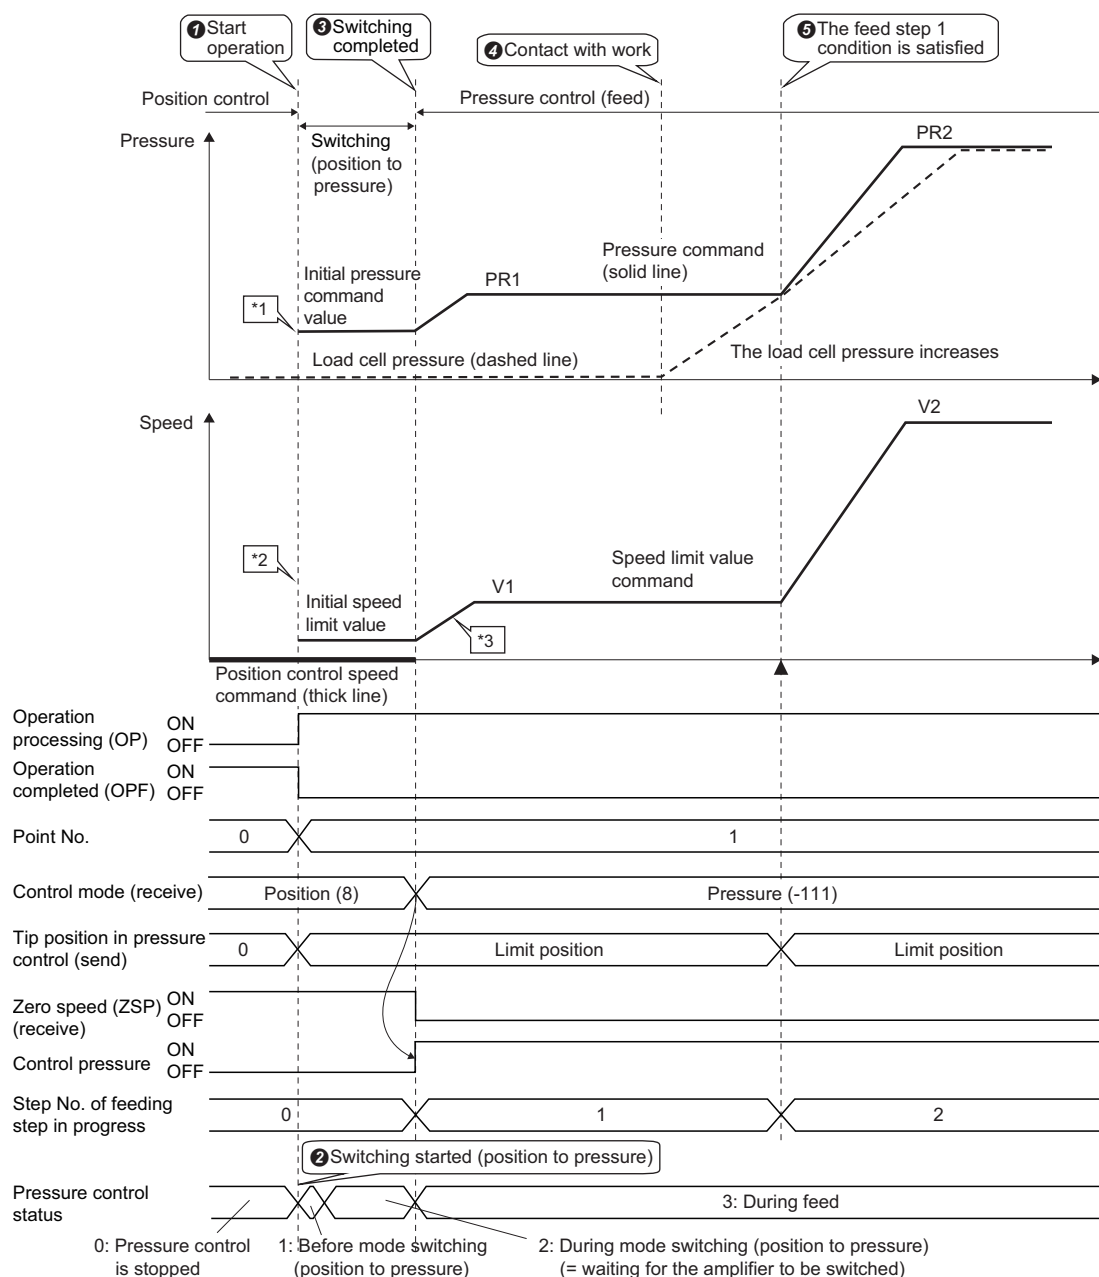 ❶Start
operation
❸Switching
completed
❹Contact with work
❺The feed step 1
condition is satisfied
Position control
Pressure control (feed)
Pressure
Switching
(position to
pressure)
PR2
Initial pressure
command
value
*1
PR1
Pressure command
(solid line)
Load cell pressure (dashed line)
The load cell pressure increases
Speed
V2
*2
Initial speed
limit value
V1
*3
Speed limit value
command
Position control speed
command (thick line)
Operation
processing (OP)
ON
OFF
Operation
completed (OPF)
ON
OFF
Point No.
0
1
Control mode (receive)
Position (8)
Pressure (-111)
Tip position in pressure
control (send)
0
Limit position
Limit position
Zero speed (ZSP)
(receive)
ON
OFF
Control pressure
ON
OFF
Step No. of feeding
step in progress
0
1
2
❷Switching started (position to pressure)
Pressure control
status
3: During feed
0: Pressure control
is stopped
1: Before mode switching
(position to pressure)
2: During mode switching (position to pressure)
(= waiting for the amplifier to be switched)